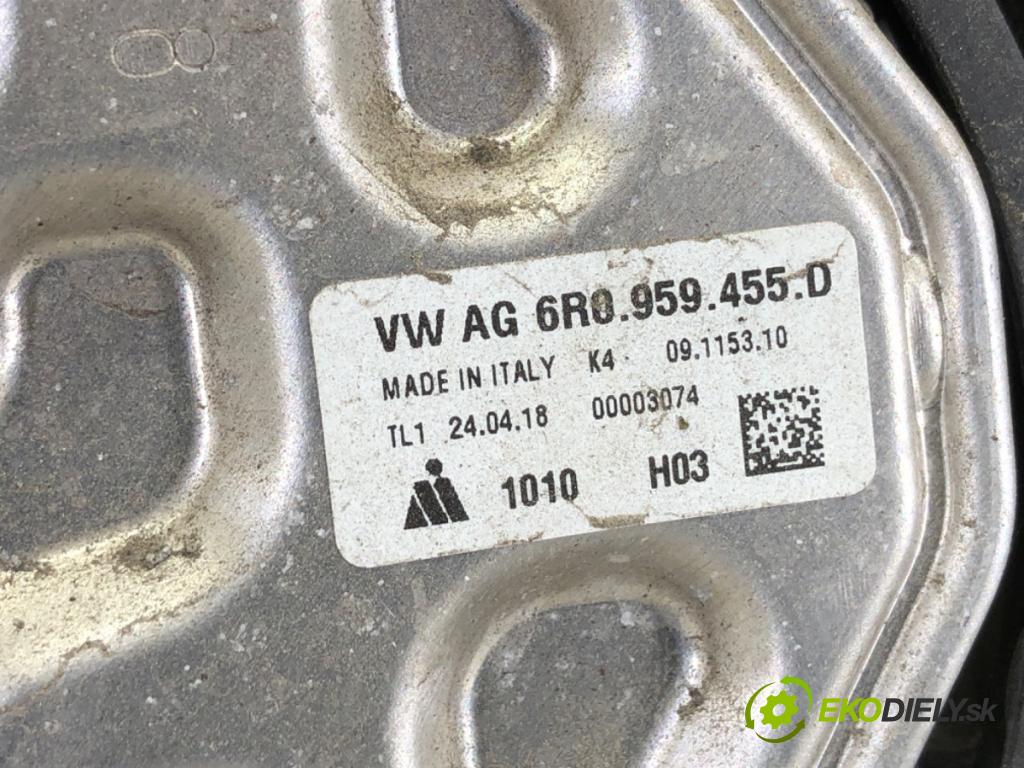 8
VW AG 6R0.959.455.D
MADE IN ITALY K4 09.1153.10
TL1 24.04.18 00003074
1010 H03
EKODIELY.sk